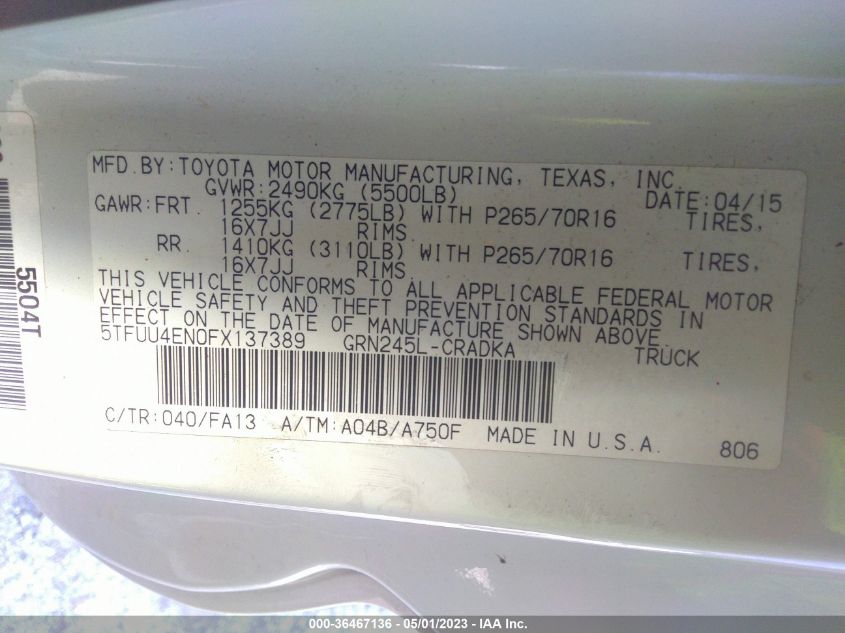 MFD.BY:TOYOTA MOTOR MANUFACTURING, TEXAS, INC
GVWR:2490KG (5500LB) DATE:04/15
GAWR:FRT. 1255KG (2775LB) WITH P265/70R16 TIRES,
16X7JJ RIMS
RR. 1410KG (3110LB) WITH P265/70R16 TIRES,
16X7JJ RIMS
THIS VEHICLE CONFORMS TO ALL APPLICABLE FEDERAL MOTOR
VEHICLE SAFETY AND THEFT PREVENTION STANDARDS IN
EFFECT ON THE DATE OF MANUFACTURE SHOWN ABOVE.
5TFUU4EN0FX137389 GRN245L-CRADKA TRUCK
C/TR:040/FA13 A/TM:A04B/A750F MADE IN U.S.A. 806
5504T
000-36467136 - 05/01/2023 - IAA Inc.